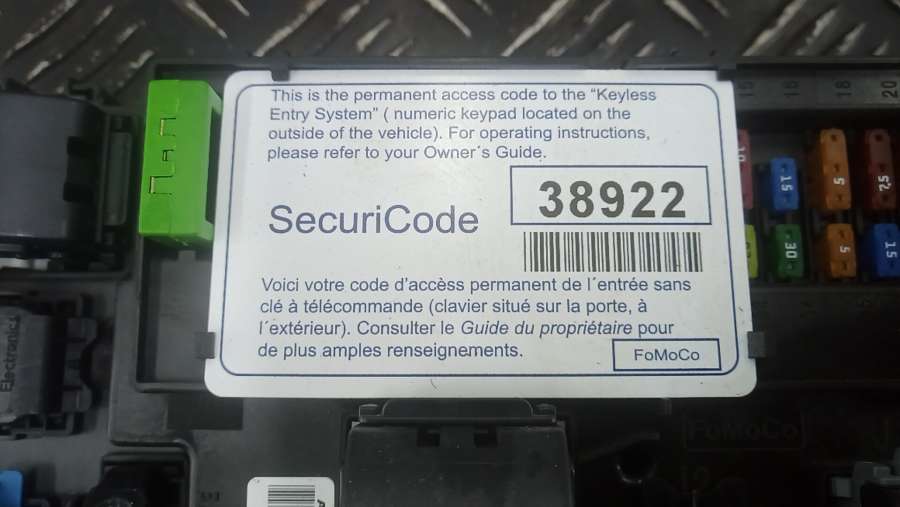 This is the permanent access code to the “Keyless
Entry System” ( numeric keypad located on the
outside of the vehicle). For operating instructions,
please refer to your Owner´s Guide.
SecuriCode
38922
Voici votre code d’accès permanent de l´entrée sans
clé à télécommande (clavier situé sur la porte, à
l´extérieur). Consulter le Guide du propriétaire pour
de plus amples renseignements.
FoMoCo
Electronics
18
20
10
15
5
30
5
15
FoMoCo